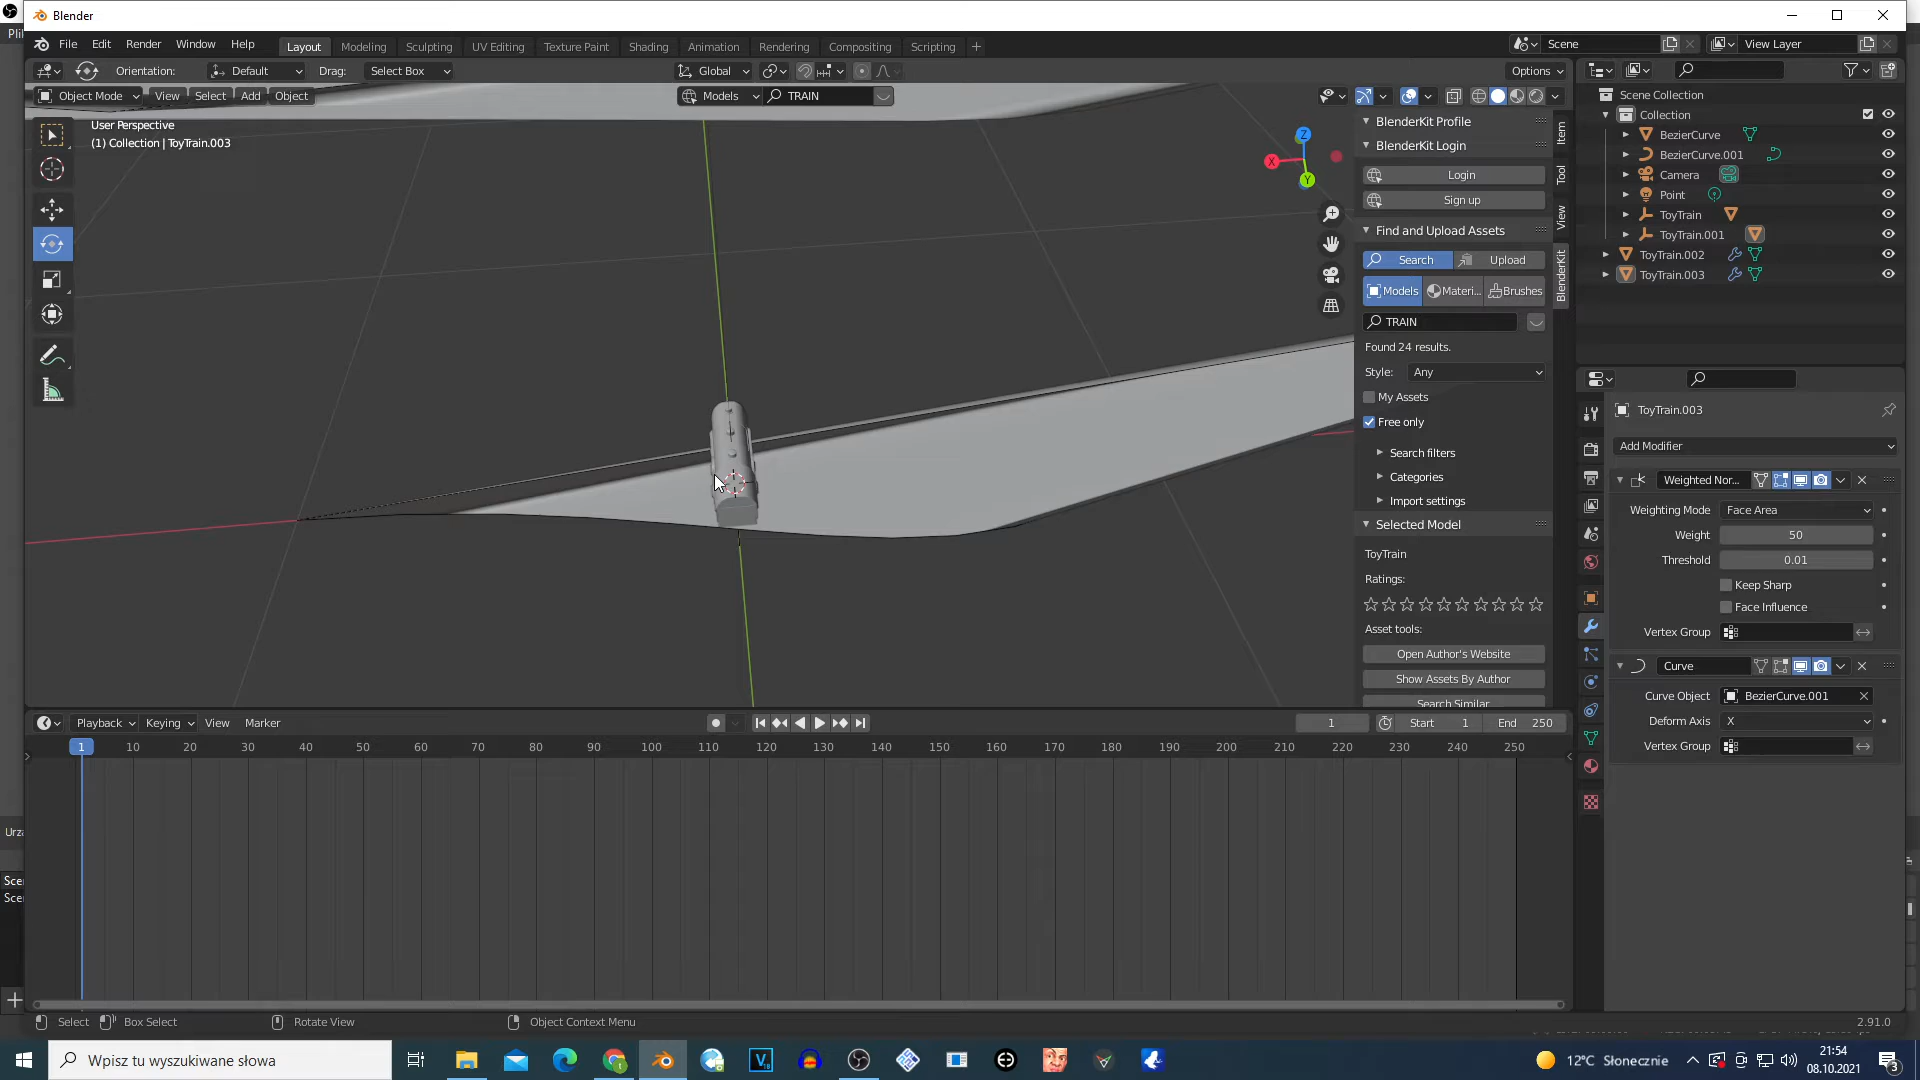 Blender
Plik
File Edit Render Window Help
Layout Modeling Sculpting UV Editing Texture Paint Shading Animation Rendering Compositing Scripting +
Scene
View Layer
Orientation: Default Drag: Select Box
Global
Options
Object Mode View Select Add Object
Models TRAIN
User Perspective
(1) Collection | ToyTrain.003
X
Y
Z
BlenderKit Profile
BlenderKit Login
Login
Sign up
Find and Upload Assets
Search Upload
Models Materi... Brushes
TRAIN
Found 24 results.
Style: Any
My Assets
Free only
Search filters
Categories
Import settings
Selected Model
ToyTrain
Ratings:
Asset tools:
Open Author's Website
Show Assets By Author
Search Similar
Item
Tool
View
BlenderKit
Scene Collection
Collection
BezierCurve
BezierCurve.001
Camera
Point
ToyTrain
ToyTrain.001
ToyTrain.002
ToyTrain.003
ToyTrain.003
Add Modifier
Weighted Nor...
Weighting Mode Face Area
Weight 50
Threshold 0.01
Keep Sharp
Face Influence
Vertex Group
Curve
Curve Object BezierCurve.001
Deform Axis X
Vertex Group
Playback Keying View Marker
1 Start 1 End 250
1 10 20 30 40 50 60 70 80 90 100 110 120 130 140 150 160 170 180 190 200 210 220 230 240 250
Urza
Scen
Scen
Select Box Select Rotate View Object Context Menu
2.91.0
Wpisz tu wyszukiwane słowa
12°C Słonecznie
21:54
08.10.2021
3